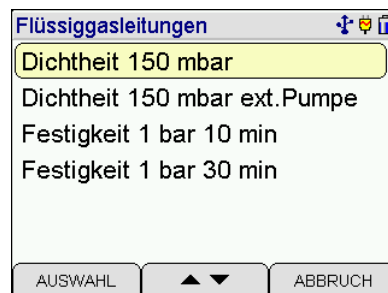 Flüssiggasleitungen
Dichtheit 150 mbar
Dichtheit 150 mbar ext.Pumpe
Festigkeit 1 bar 10 min
Festigkeit 1 bar 30 min
AUSWAHL ▲ ▼ ABBRUCH